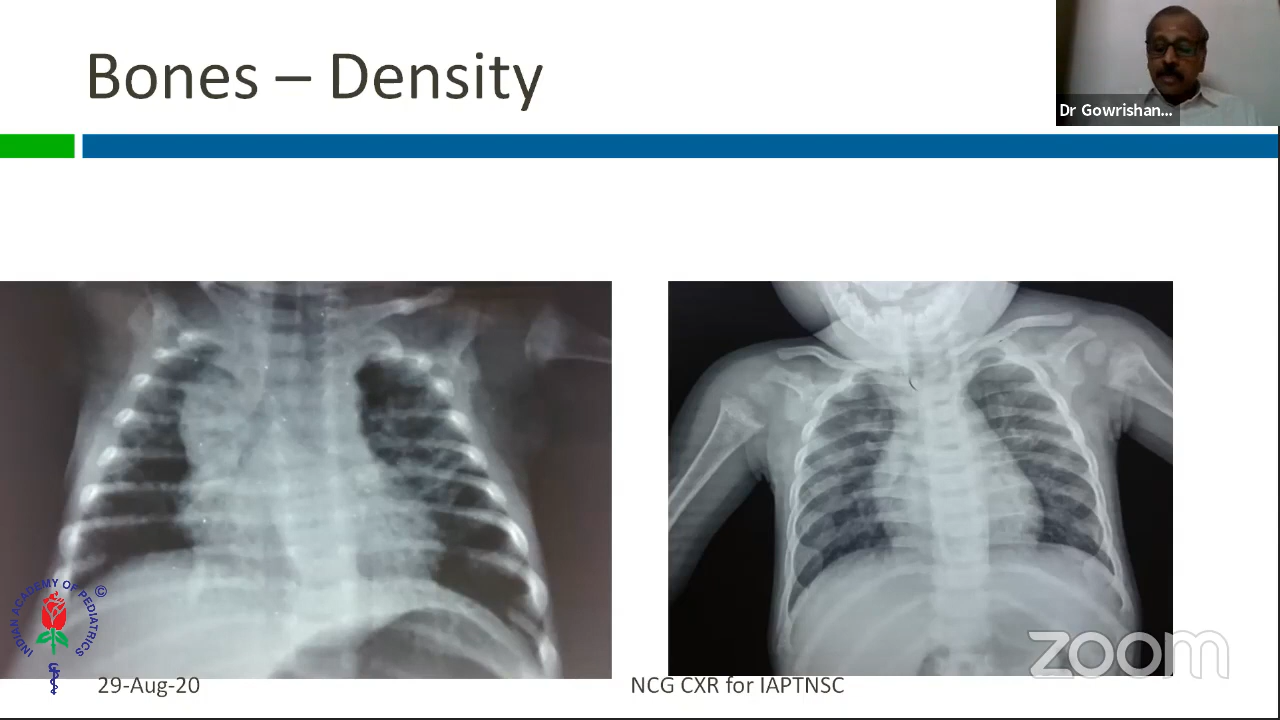 Bones – Density
Dr Gowrishan...
INDIAN ACADEMY OF PEDIATRICS
©
29-Aug-20
NCG CXR for IAPTNSC
zoom